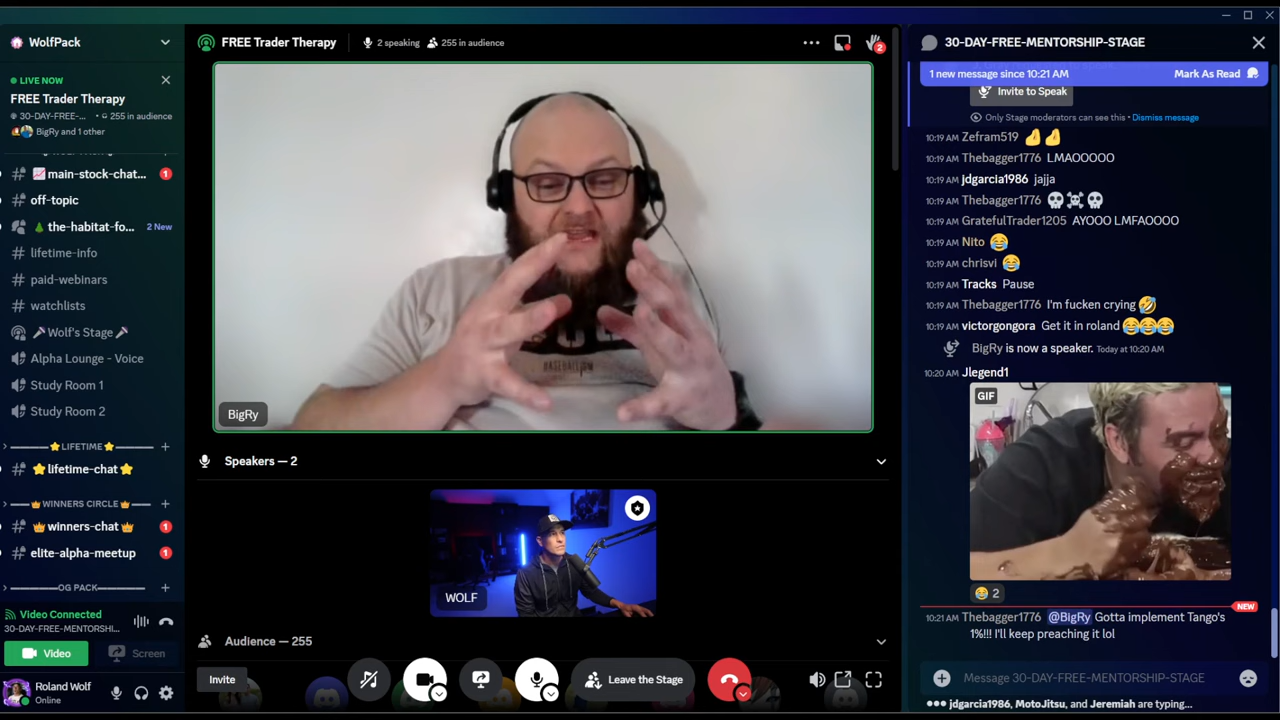 WolfPack
LIVE NOW
FREE Trader Therapy
30-DAY-FREE-... • 255 in audience
BigRy and 1 other
main-stock-chat... 1
off-topic
the-habitat-fo... 2 New
lifetime-info
paid-webinars
watchlists
Wolf's Stage
Alpha Lounge - Voice
Study Room 1
Study Room 2
LIFETIME
lifetime-chat
WINNERS CIRCLE
winners-chat 1
elite-alpha-meetup 1
OG PACK
Video Connected
30-DAY-FREE-MENTORSHI...
Video Screen
Roland Wolf
Online
FREE Trader Therapy 2 speaking 255 in audience 2
BigRy
Speakers — 2
WOLF
Audience — 255
Invite
Leave the Stage
30-DAY-FREE-MENTORSHIP-STAGE
1 new message since 10:21 AM Mark As Read
Invite to Speak
Only Stage moderators can see this • Dismiss message
10:19 AM Zefram519 🤌🤌
10:19 AM Thebagger1776 LMAOOOOO
10:19 AM jdgarcia1986 jajja
10:19 AM Thebagger1776 💀☠️💀
10:19 AM GratefulTrader1205 AYOOO LMFAOOOO
10:19 AM Nito 😂
10:19 AM chrisvi 😂
10:19 AM Tracks Pause
10:19 AM Thebagger1776 I'm fucken crying 🤣
10:19 AM victorgongora Get it in roland 😂😂😂
BigRy is now a speaker. Today at 10:20 AM
10:20 AM Jlegend1
GIF
😂 2
NEW
10:21 AM Thebagger1776 @BigRy Gotta implement Tango's
1%!!! I'll keep preaching it lol
Message 30-DAY-FREE-MENTORSHIP-STAGE
jdgarcia1986, MotoJitsu, and Jeremiah are typing...